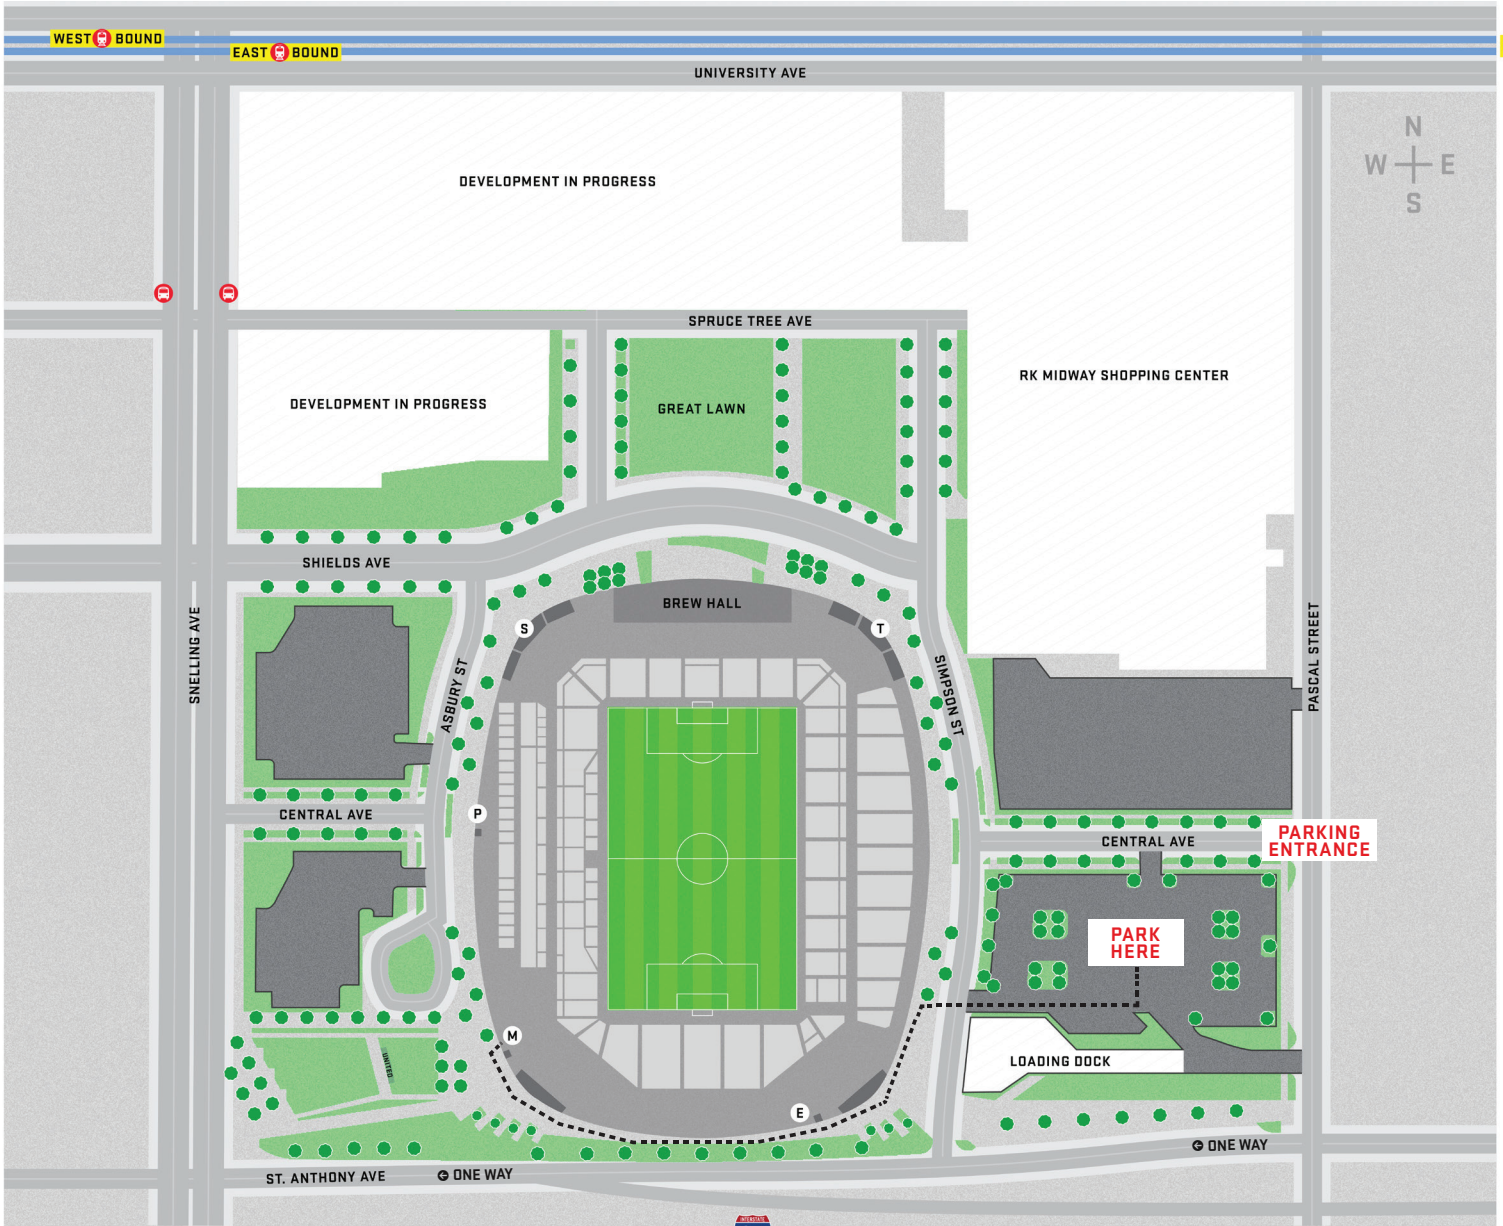 WEST BOUND
EAST BOUND
UNIVERSITY AVE
N
W E
S
DEVELOPMENT IN PROGRESS
SPRUCE TREE AVE
RK MIDWAY SHOPPING CENTER
DEVELOPMENT IN PROGRESS
GREAT LAWN
SHIELDS AVE
BREW HALL
S
T
SNELLING AVE
ASBURY ST
SIMPSON ST
PASCAL STREET
P
CENTRAL AVE
CENTRAL AVE
PARKING
ENTRANCE
PARK
HERE
M
UNITED
LOADING DOCK
E
ONE WAY
ST. ANTHONY AVE
ONE WAY
INTERSTATE